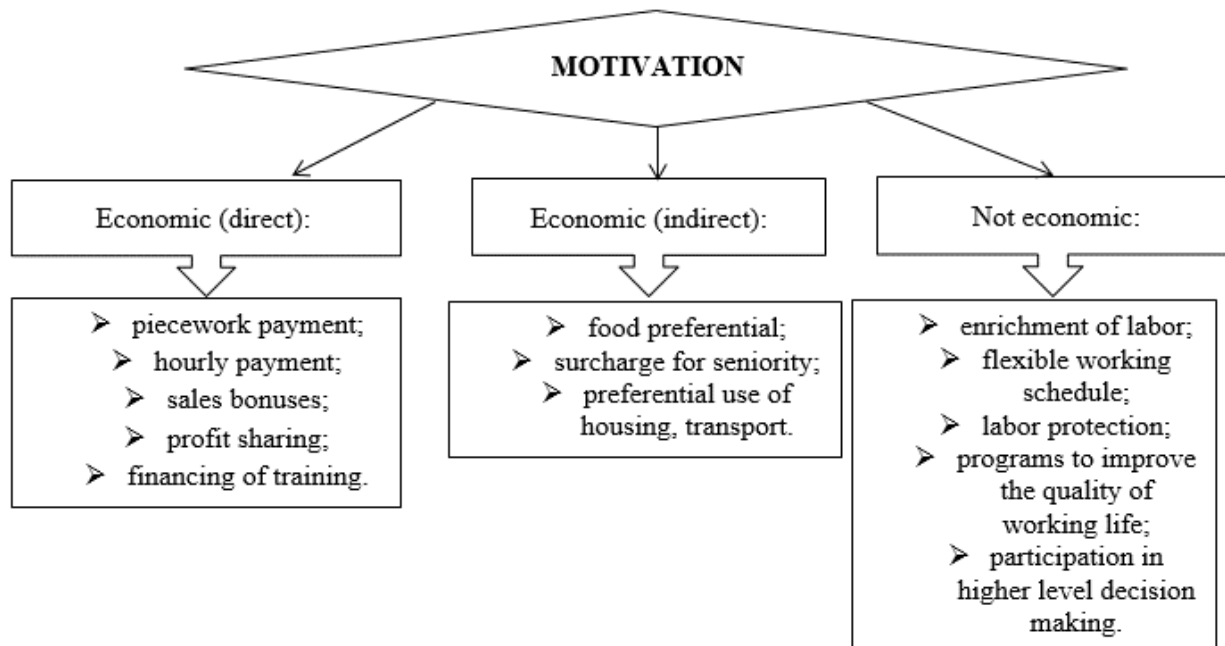 MOTIVATION
Economic (direct):
➢ piecework payment;
➢ hourly payment;
➢ sales bonuses;
➢ profit sharing;
➢ financing of training.
Economic (indirect):
➢ food preferential;
➢ surcharge for seniority;
➢ preferential use of
housing, transport.
Not economic:
➢ enrichment of labor;
➢ flexible working
schedule;
➢ labor protection;
➢ programs to improve
the quality of
working life;
➢ participation in
higher level decision
making.